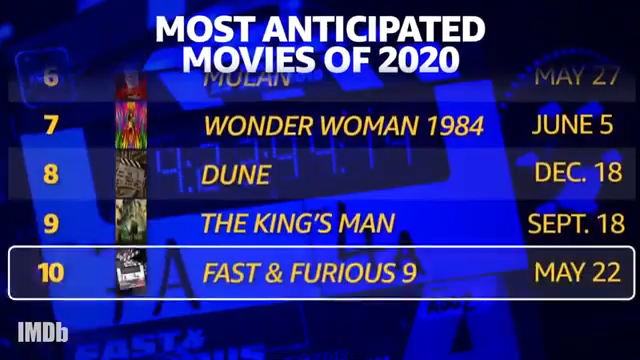 MOST ANTICIPATED
MOVIES OF 2020
6 MULAN MAY 27
7 WONDER WOMAN 1984 JUNE 5
8 DUNE DEC. 18
9 THE KING'S MAN SEPT. 18
10 FAST & FURIOUS 9 MAY 22
IMDb
FAST &